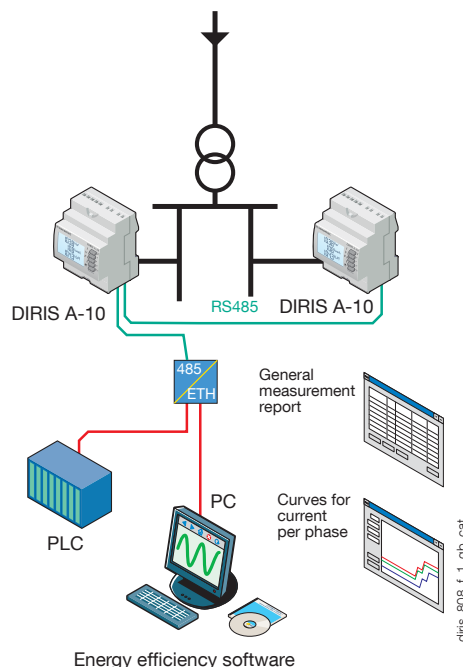 DIRIS A-10
RS485
DIRIS A-10
485
ETH
General
measurement
report
PLC
PC
Curves for
current
per phase
Energy efficiency software
diris_808_f_1_gb_cat